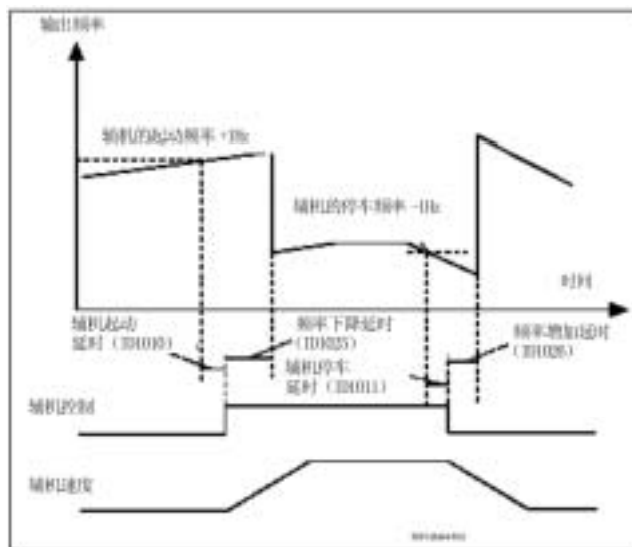 输出频率
辅机的起动频率+1Hz
辅机的停车频率-1Hz
时间
辅机起动
延时（ID1010）
频率下降延时
（ID1025）
辅机停车
延时（ID1011）
频率增加延时
（ID1026）
辅机控制
辅机速度